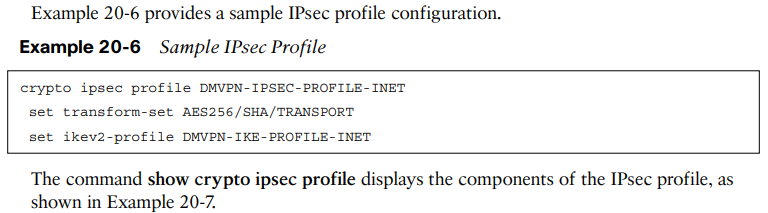 Example 20-6 provides a sample IPsec profile configuration.
Example 20-6 Sample IPsec Profile
crypto ipsec profile DMVPN-IPSEC-PROFILE-INET
set transform-set AES256/SHA/TRANSPORT
set ikev2-profile DMVPN-IKE-PROFILE-INET
The command show crypto ipsec profile displays the components of the IPsec profile, as
shown in Example 20-7.